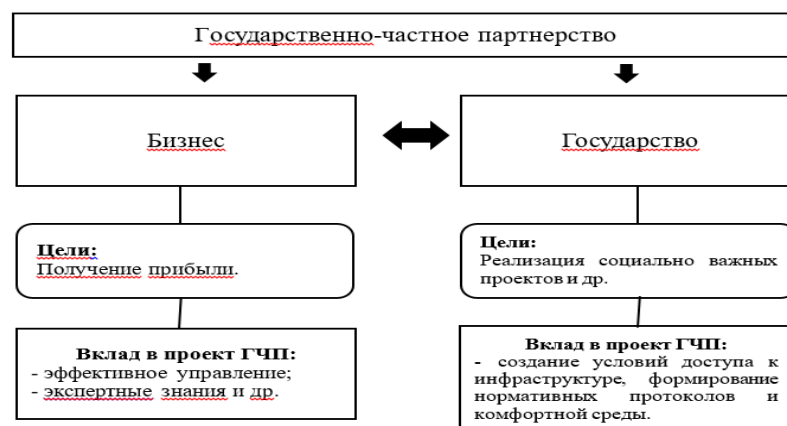 Государственно-частное партнерство
Бизнес
Государство
Цели:
Получение прибыли.
Цели:
Реализация социально важных
проектов и др.
Вклад в проект ГЧП:
- эффективное управление;
- экспертные знания и др.
Вклад в проект ГЧП:
- создание условий доступа к
инфраструктуре, формирование
нормативных протоколов и
комфортной среды.